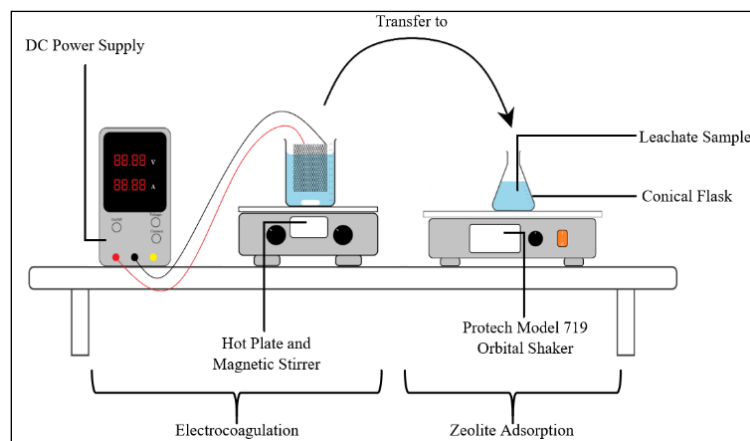 Transfer to
DC Power Supply
88.88 V
88.88 A
Leachate Sample
Conical Flask
Hot Plate and
Magnetic Stirrer
Protech Model 719
Orbital Shaker
Electrocoagulation
Zeolite Adsorption